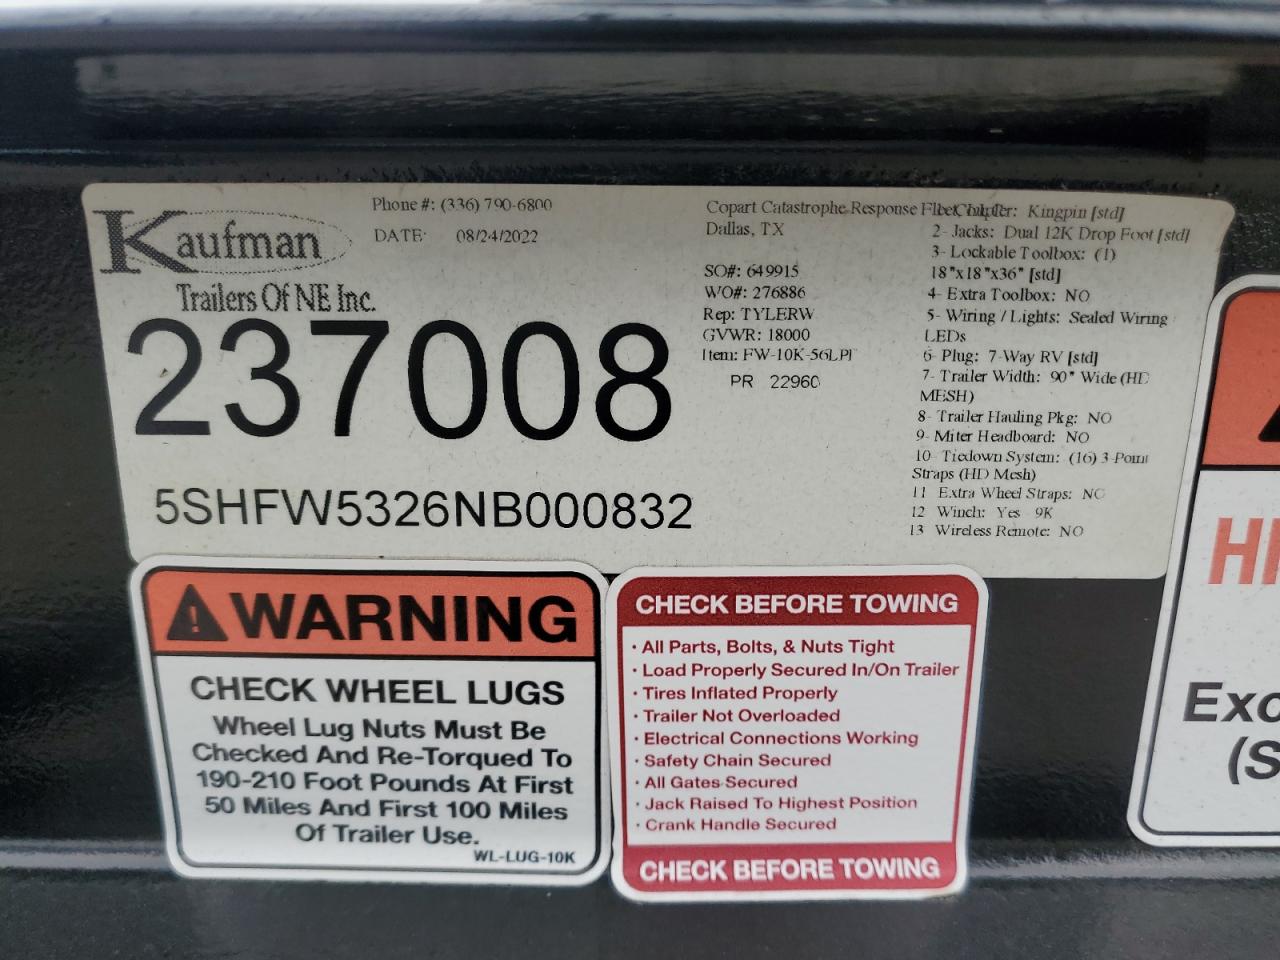 Kaufman
Trailers Of NE Inc.
Phone #: (336) 790-6800
DATE: 08/24/2022
237008
5SHFW5326NB000832
Copart Catastrophe Response Fleet
Dallas, TX
SO#: 649915
WO#: 276886
Rep: TYLERW
GVWR: 18000
Item: FW-10K-56LPF
PR 22960
Kingpin [std]
2- Jacks: Dual 12K Drop Foot [std]
3- Lockable Toolbox: (1)
18"x18"x36" [std]
4- Extra Toolbox: NO
5- Wiring / Lights: Sealed Wiring
LEDs
6- Plug: 7-Way RV [std]
7- Trailer Width: 90" Wide (HD
MESH)
8- Trailer Hauling Pkg: NO
9- Miter Headboard: NO
10- Tiedown System: (16) 3-Point
Straps (HD Mesh)
11 Extra Wheel Straps: NO
12 Winch: Yes 9K
13 Wireless Remote: NO
WARNING
CHECK WHEEL LUGS
Wheel Lug Nuts Must Be
Checked And Re-Torqued To
190-210 Foot Pounds At First
50 Miles And First 100 Miles
Of Trailer Use.
WL-LUG-10K
CHECK BEFORE TOWING
· All Parts, Bolts, & Nuts Tight
· Load Properly Secured In/On Trailer
· Tires Inflated Properly
· Trailer Not Overloaded
· Electrical Connections Working
· Safety Chain Secured
· All Gates Secured
· Jack Raised To Highest Position
· Crank Handle Secured
CHECK BEFORE TOWING